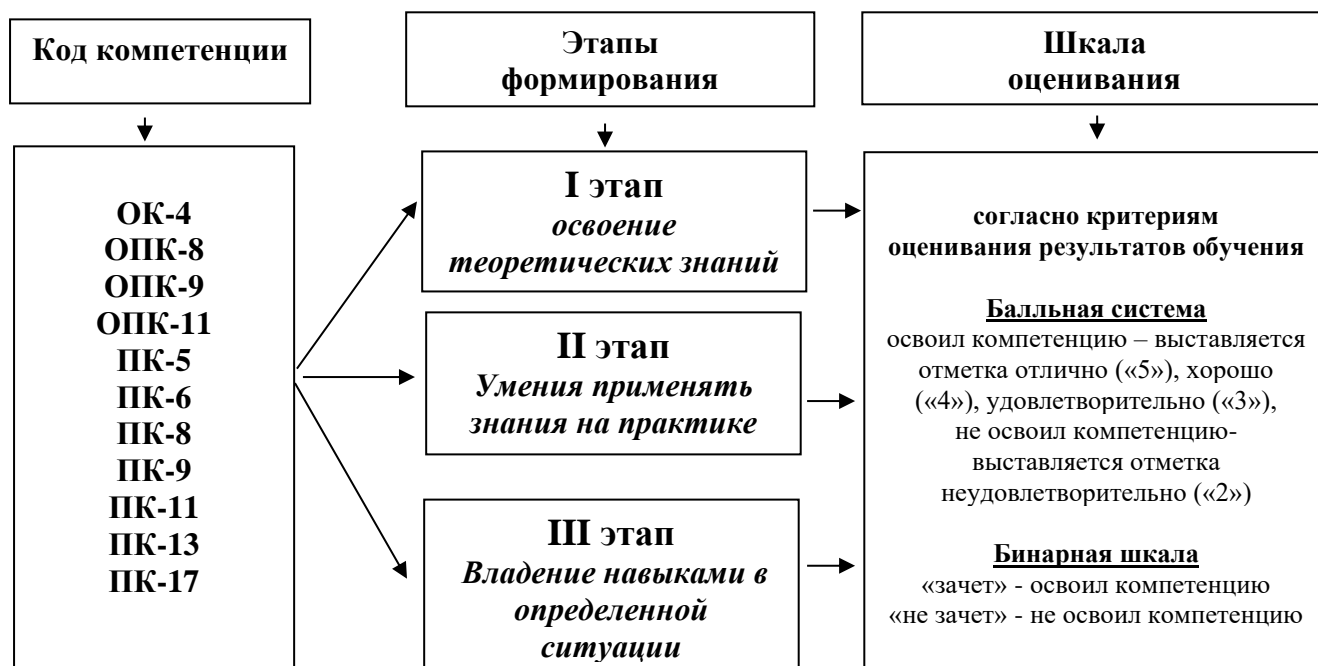 Код компетенции
Этапы
формирования
Шкала
оценивания
ОК-4
ОПК-8
ОПК-9
ОПК-11
ПК-5
ПК-6
ПК-8
ПК-9
ПК-11
ПК-13
ПК-17
I этап
освоение
теоретических знаний
II этап
Умения применять
знания на практике
III этап
Владение навыками в
определенной
ситуации
согласно критериям
оценивания результатов обучения
Балльная система
освоил компетенцию – выставляется
отметка отлично («5»), хорошо
(«4»), удовлетворительно («3»),
не освоил компетенцию-
выставляется отметка
неудовлетворительно («2»)
Бинарная шкала
«зачет» - освоил компетенцию
«не зачет» - не освоил компетенцию